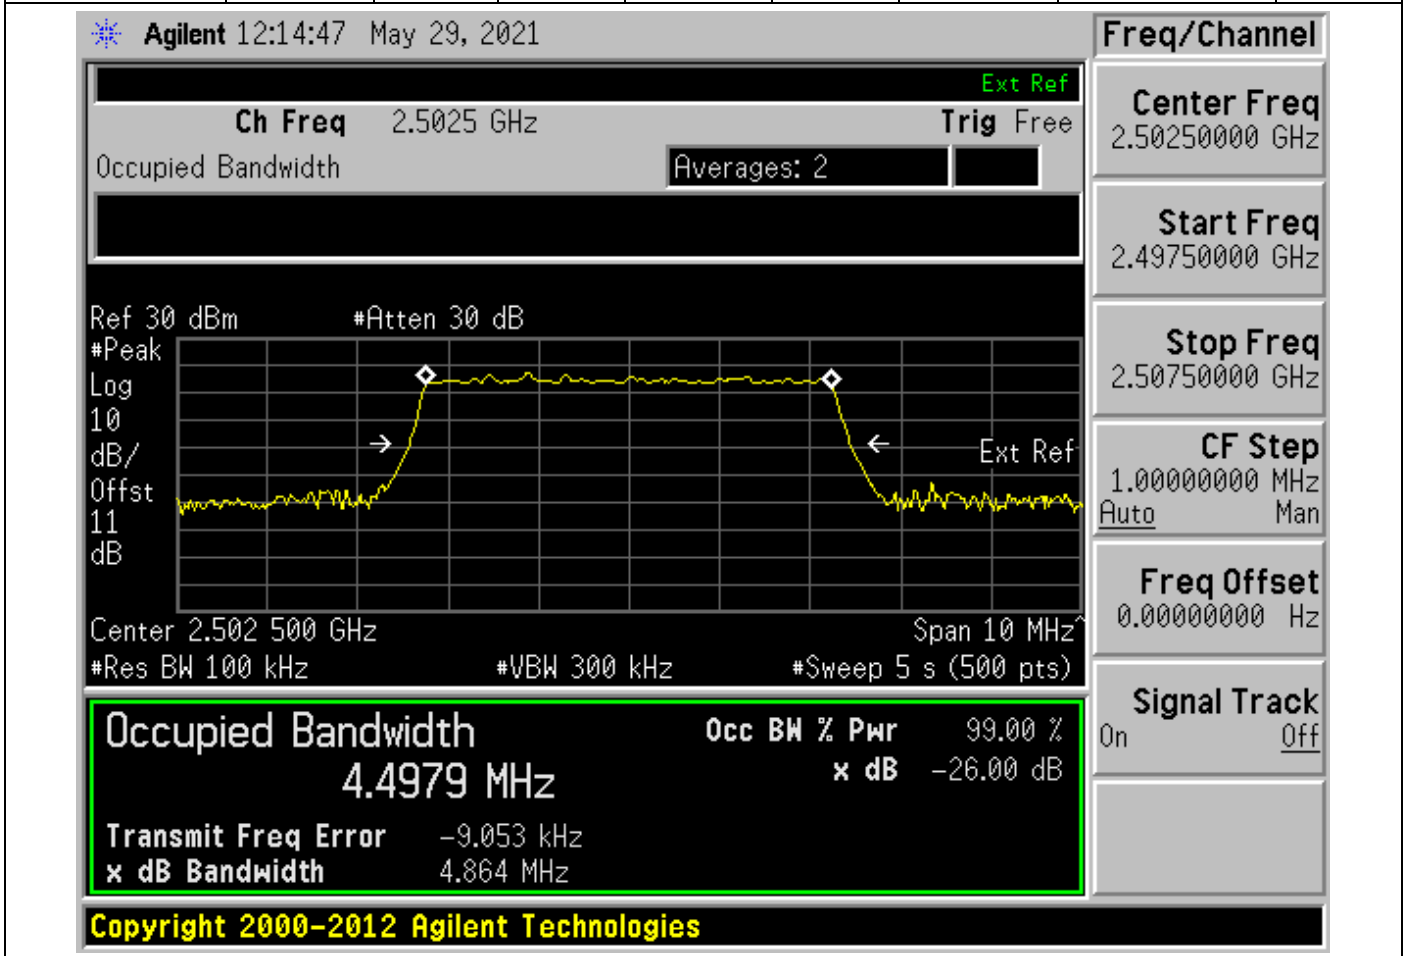 Agilent 12:14:47 May 29, 2021
Freq/Channel
Ext Ref
Ch Freq 2.5025 GHz Trig Free
Occupied Bandwidth Averages: 2
Center Freq
2.50250000 GHz
Start Freq
2.49750000 GHz
Stop Freq
2.50750000 GHz
CF Step
1.00000000 MHz
Auto Man
Freq Offset
0.00000000 Hz
Signal Track
On Off
Ref 30 dBm #Atten 30 dB
#Peak
Log
10
dB/
Offst
11
dB
Ext Ref
Center 2.502 500 GHz Span 10 MHz^
#Res BW 100 kHz #VBW 300 kHz #Sweep 5 s (500 pts)
Occupied Bandwidth Occ BW % Pwr 99.00 %
4.4979 MHz x dB -26.00 dB
Transmit Freq Error -9.053 kHz
x dB Bandwidth 4.864 MHz
Copyright 2000-2012 Agilent Technologies